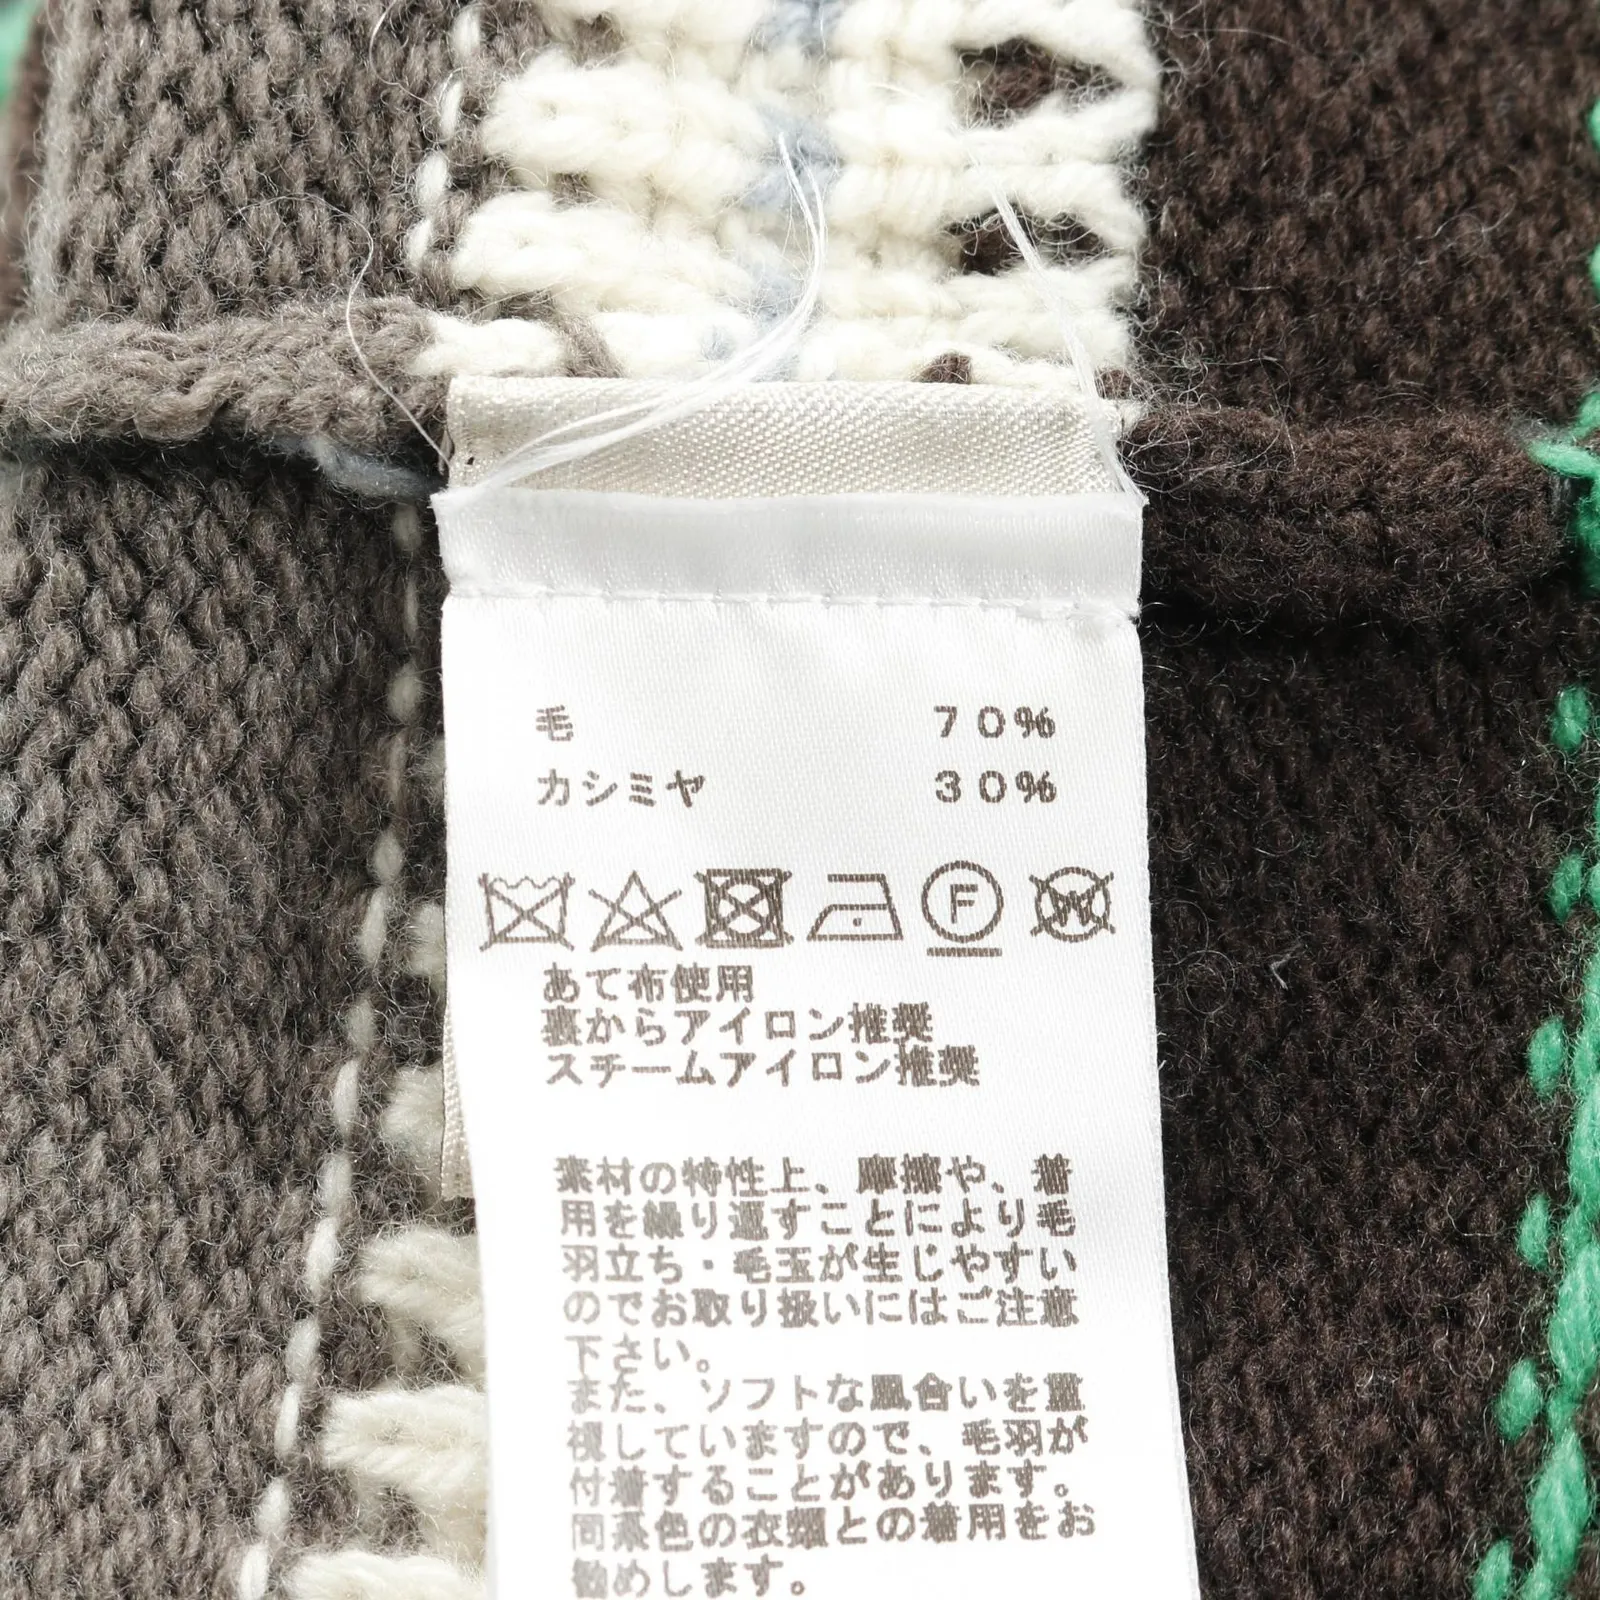 毛 70%
カシミヤ 30%
F
W
あて布使用
裏からアイロン推奨
スチームアイロン推奨
素材の特性上、摩擦や、着
用を繰り返すことにより毛
羽立ち・毛玉が生じやすい
のでお取り扱いにはご注意
下さい。
また、ソフトな風合いを重
視していますので、毛羽が
付着することがあります。
同系色の衣類との着用をお
勧めします。